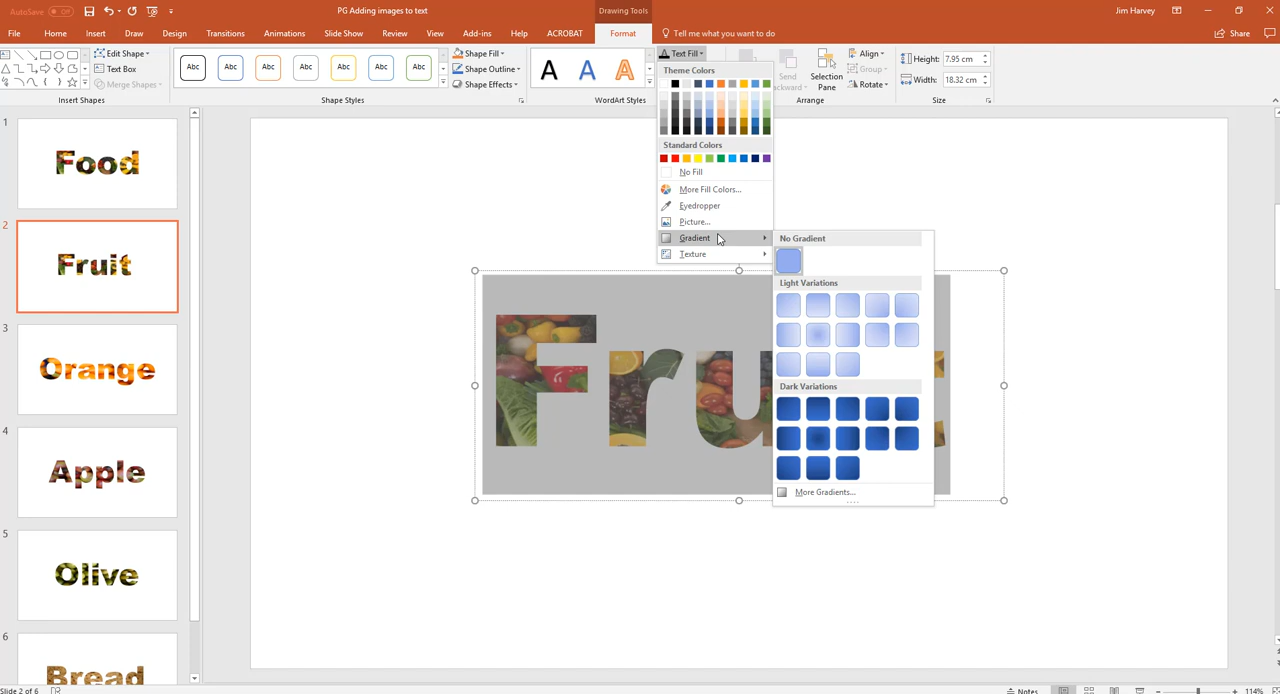 AutoSave Off
PG Adding images to text
Drawing Tools
Jim Harvey
File Home Insert Draw Design Transitions Animations Slide Show Review View Add-ins Help ACROBAT Format Tell me what you want to do Share
Edit Shape
Text Box
Merge Shapes
Insert Shapes
Abc Abc Abc Abc Abc Abc Abc
Shape Styles
Shape Fill
Shape Outline
Shape Effects
A A A
WordArt Styles
Text Fill
Send
Backward
Selection
Pane
Align
Group
Rotate
Arrange
Height: 7.95 cm
Width: 18.32 cm
Size
Theme Colors
Standard Colors
No Fill
More Fill Colors...
Eyedropper
Picture...
Gradient
Texture
No Gradient
Light Variations
Dark Variations
More Gradients...
1
Food
2
Fruit
3
Orange
4
Apple
5
Olive
6
Bread
Fru
Slide 2 of 6
Notes
114%